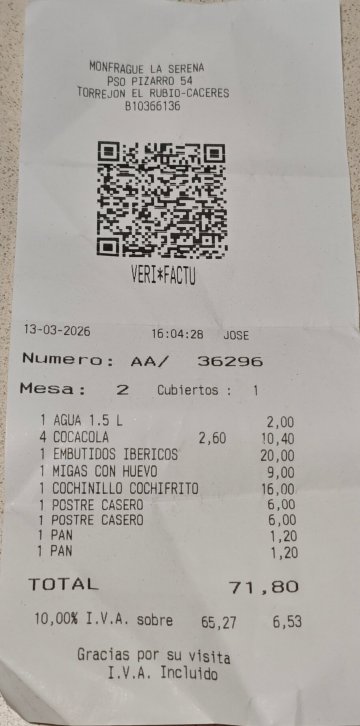 MONFRAGUE LA SERENA
PSO PIZARRO 54
TORREJON EL RUBIO-CACERES
B10366136
VERI*FACTU
13-03-2026 16:04:28 JOSE
Numero: AA/ 36296
Mesa: 2 Cubiertos : 1
1 AGUA 1.5 L 2,00
4 COCACOLA 2,60 10,40
1 EMBUTIDOS IBERICOS 20,00
1 MIGAS CON HUEVO 9,00
1 COCHINILLO COCHIFRITO 16,00
1 POSTRE CASERO 6,00
1 POSTRE CASERO 6,00
1 PAN 1,20
1 PAN 1,20
TOTAL 71,80
10,00% I.V.A. sobre 65,27 6,53
Gracias por su visita
I.V.A. Incluido